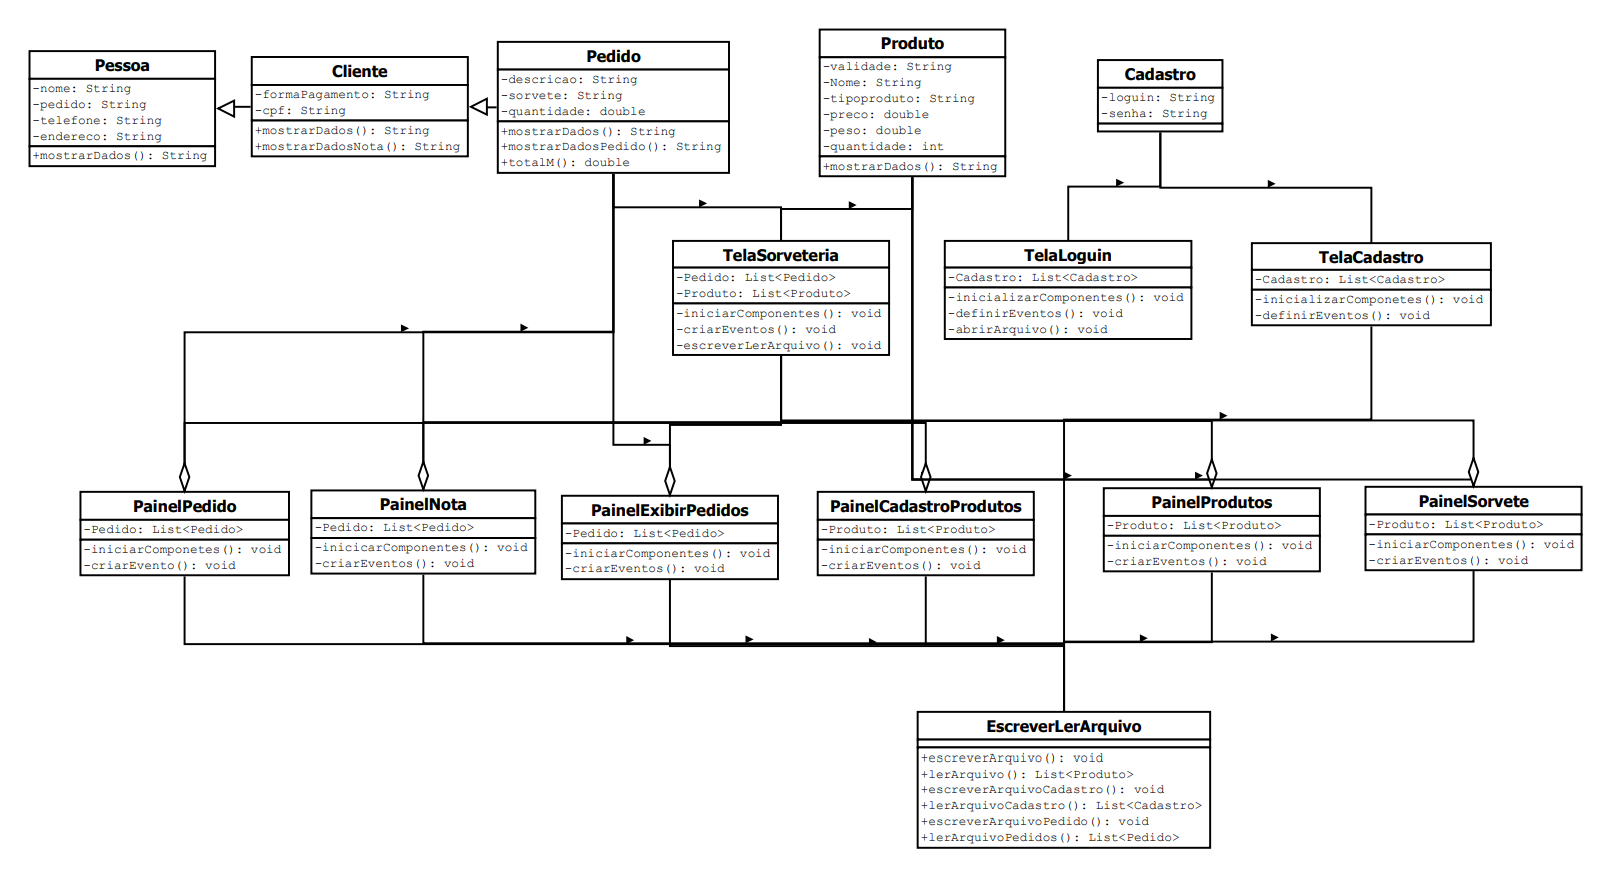 Pessoa
-nome: String
-pedido: String
-telefone: String
-endereco: String
+mostrarDados(): String
Cliente
-formaPagamento: String
-cpf: String
+mostrarDados(): String
+mostrarDadosNota(): String
Pedido
-descricao: String
-sorvete: String
-quantidade: double
+mostrarDados(): String
+mostrarDadosPedido(): String
+totalM(): double
Produto
-validade: String
-Nome: String
-tipoproduto: String
-preco: double
-peso: double
-quantidade: int
+mostrarDados(): String
Cadastro
-loguin: String
-senha: String
TelaSorveteria
-Pedido: List<Pedido>
-Produto: List<Produto>
-iniciarComponentes(): void
-criarEventos(): void
-escreverLerArquivo(): void
TelaLoguin
-Cadastro: List<Cadastro>
-inicializarComponentes(): void
-definirEventos(): void
-abrirArquivo(): void
TelaCadastro
-Cadastro: List<Cadastro>
-inicializarComponetes(): void
-definirEventos(): void
PainelPedido
-Pedido: List<Pedido>
-iniciarComponetes(): void
-criarEvento(): void
PainelNota
-Pedido: List<Pedido>
-inicicarComponentes(): void
-criarEventos(): void
PainelExibirPedidos
-Pedido: List<Pedido>
-iniciarComponentes(): void
-criarEventos(): void
PainelCadastroProdutos
-Produto: List<Produto>
-iniciarComponentes(): void
-criarEventos(): void
PainelProdutos
-Produto: List<Produto>
-iniciarComponentes(): void
-criarEventos(): void
PainelSorvete
-Produto: List<Produto>
-iniciarComponentes(): void
-criarEventos(): void
EscreverLerArquivo
+escreverArquivo(): void
+lerArquivo(): List<Produto>
+escreverArquivoCadastro(): void
+lerArquivoCadastro(): List<Cadastro>
+escreverArquivoPedido(): void
+lerArquivoPedidos(): List<Pedido>